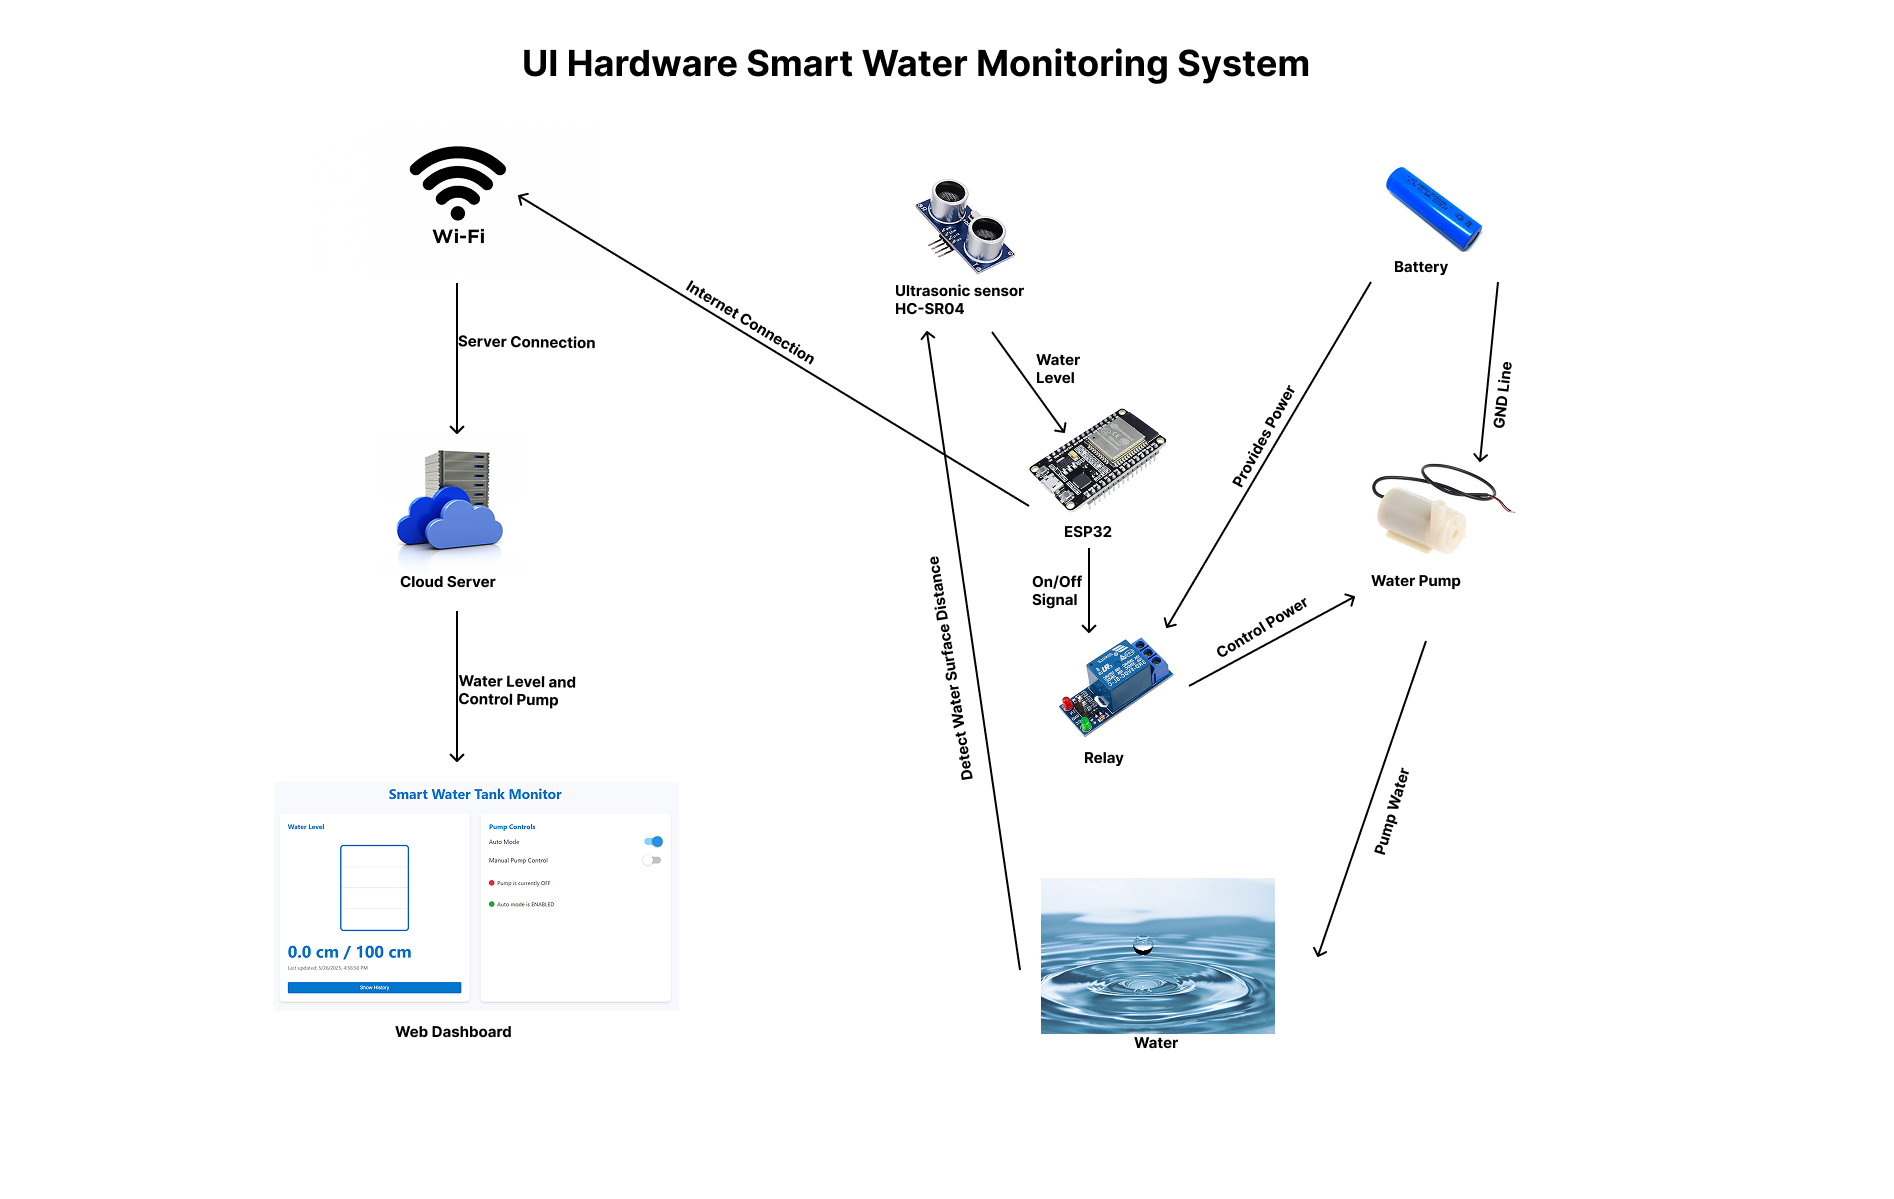 UI Hardware Smart Water Monitoring System
Wi-Fi
Internet Connection
Ultrasonic sensor
HC-SR04
Battery
Server Connection
Water
Level
Provides Power
GND Line
ESP32
On/Off
Signal
Cloud Server
Water Pump
Control Power
Detect Water Surface Distance
Water Level and
Control Pump
Relay
Pump Water
Smart Water Tank Monitor
Water Level
0.0 cm / 100 cm
Last updated: 5/26/2025, 4:58:50 PM
Show History
Pump Controls
Auto Mode
Manual Pump Control
Pump is currently OFF
Auto mode is ENABLED
Web Dashboard
Water